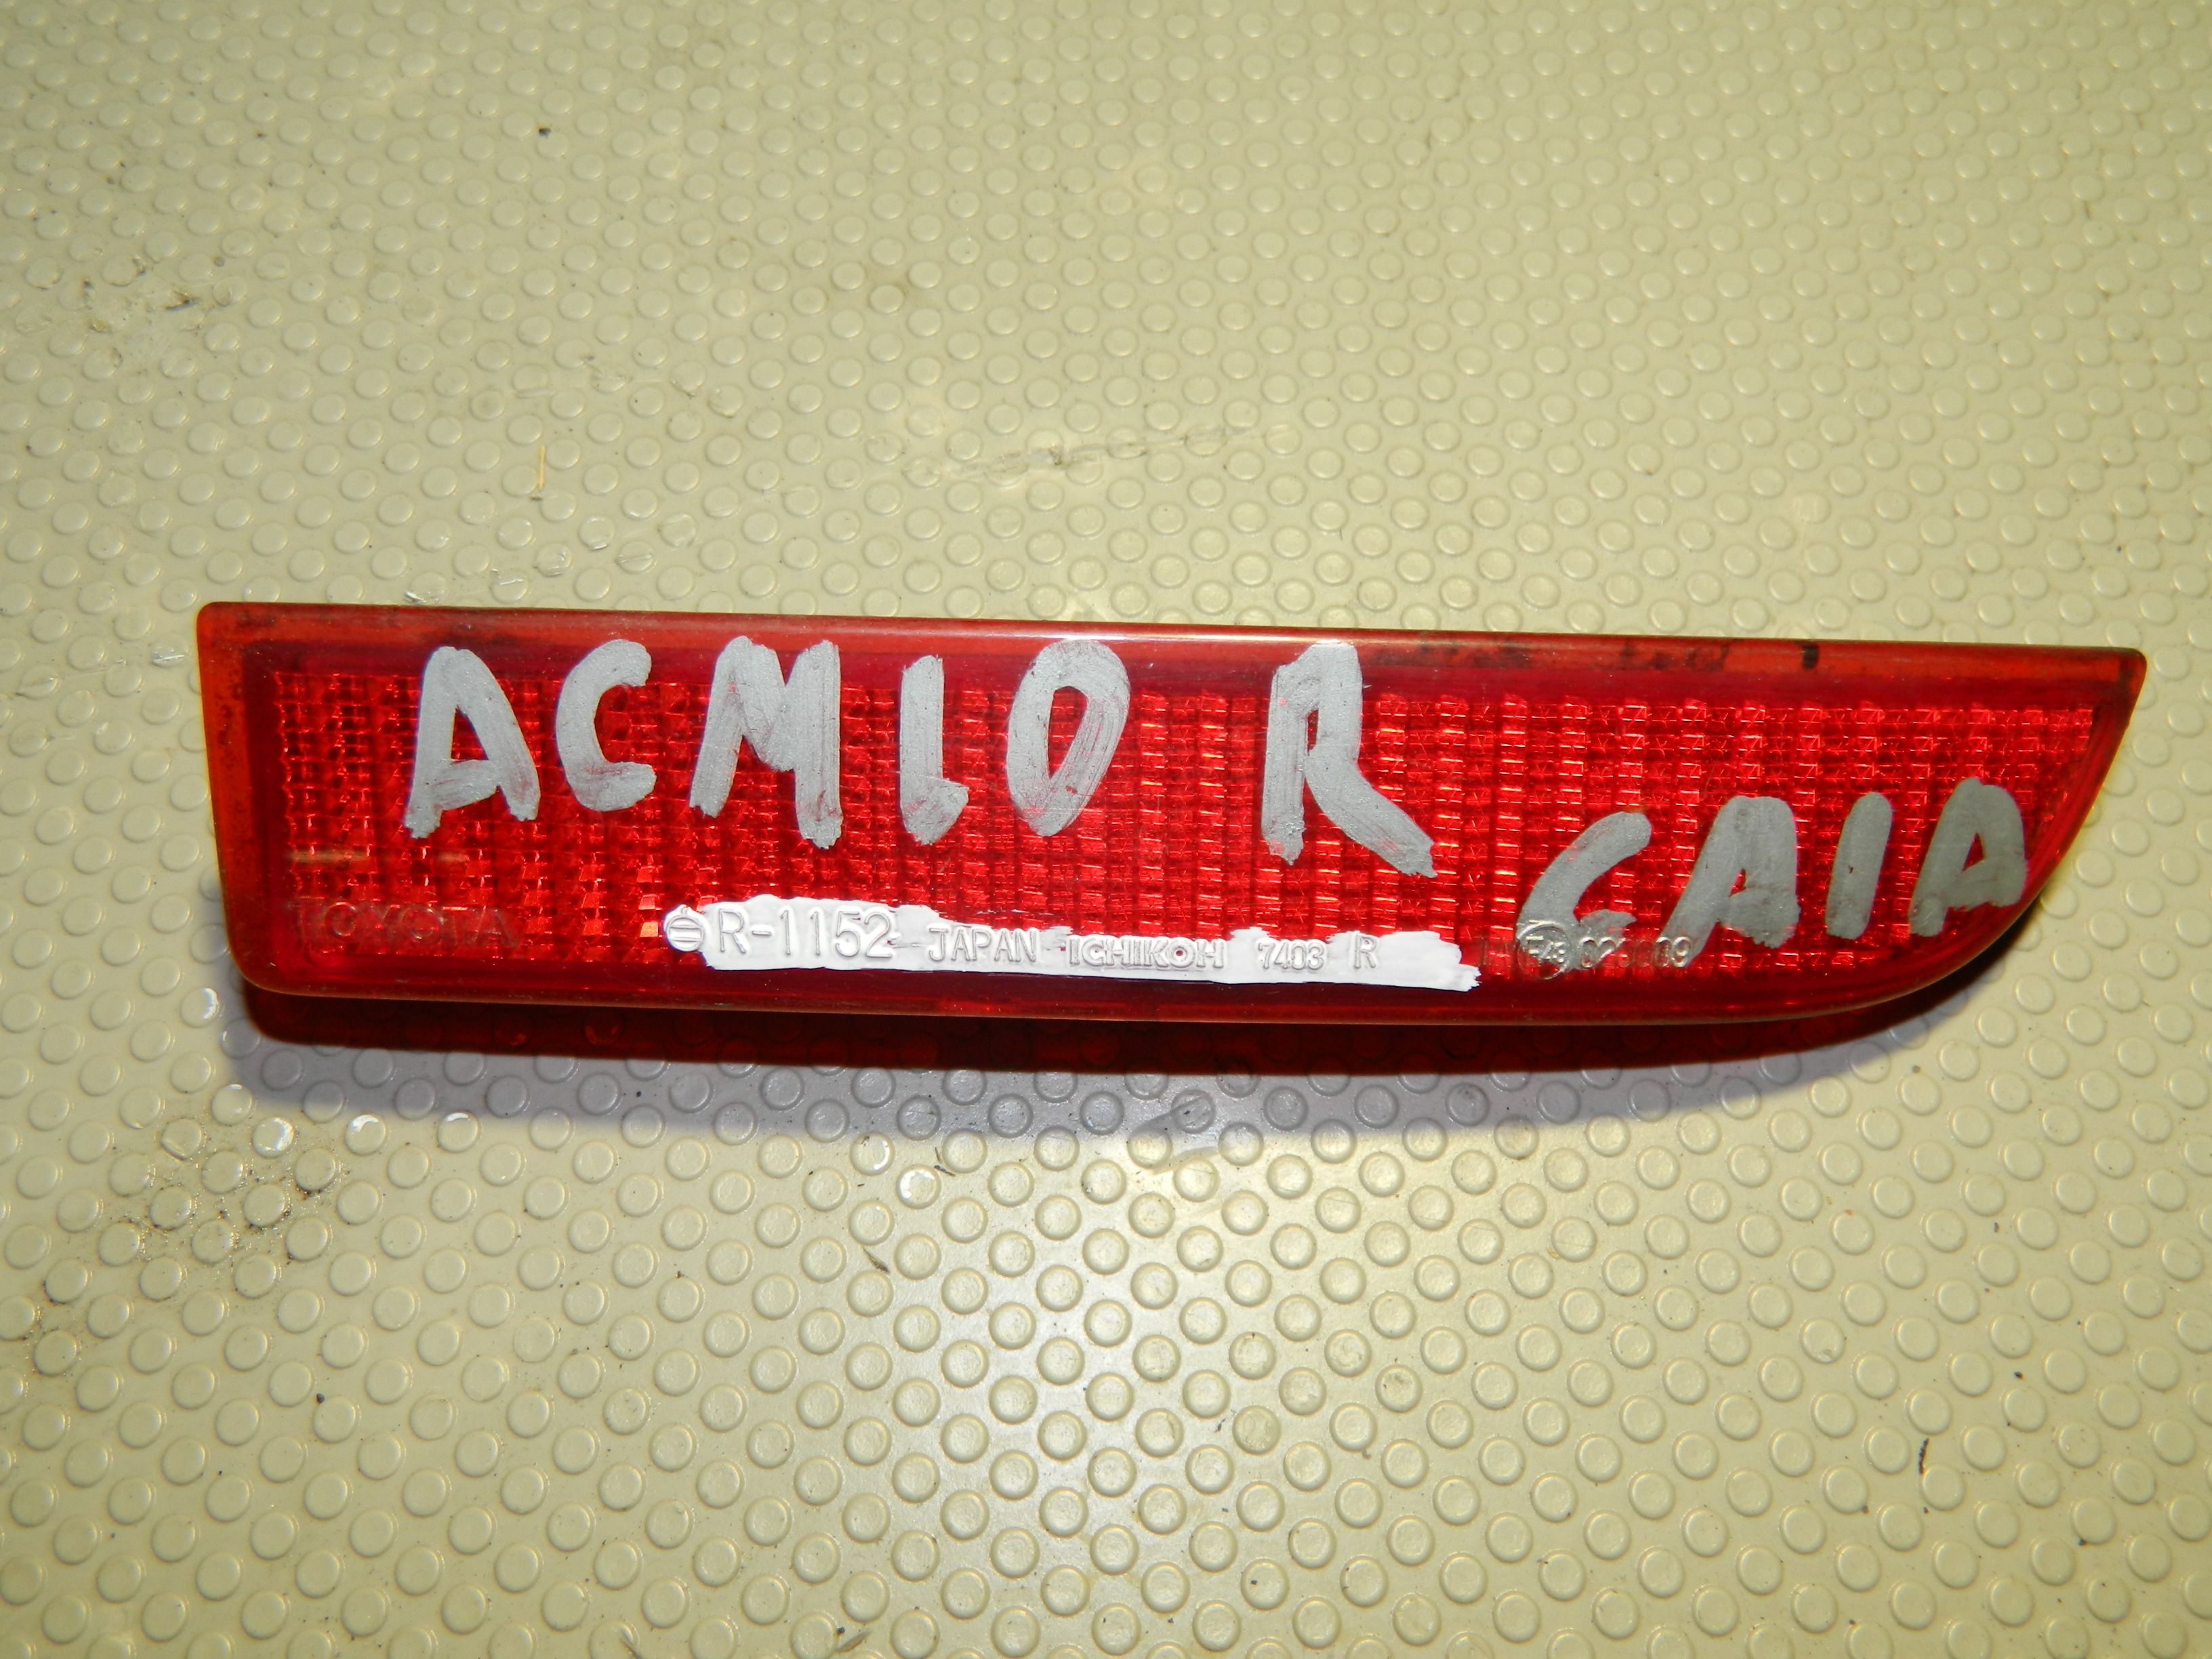 ACM10 R
GAIA
TOYOTA
R-1152 JAPAN ICHIKOH 7403 R